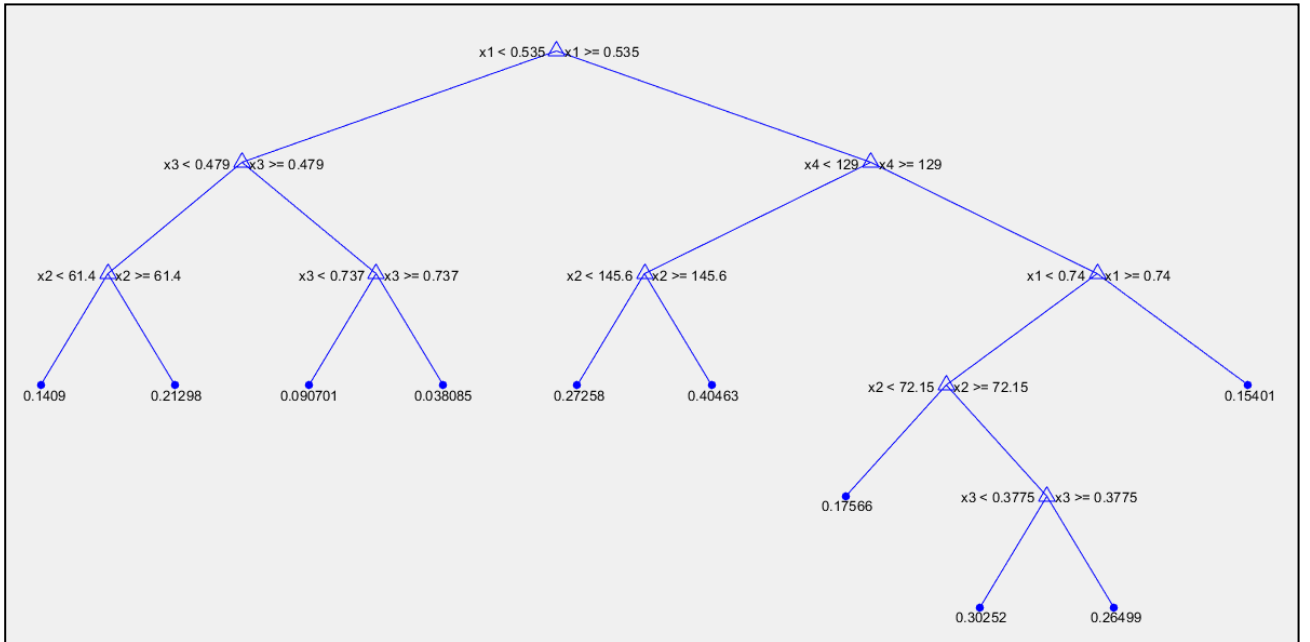 x1 < 0.535 x1 >= 0.535
x3 < 0.479 x3 >= 0.479
x4 < 129 x4 >= 129
x2 < 61.4 x2 >= 61.4
x3 < 0.737 x3 >= 0.737
x2 < 145.6 x2 >= 145.6
x1 < 0.74 x1 >= 0.74
0.1409
0.21298
0.090701
0.038085
0.27258
0.40463
x2 < 72.15 x2 >= 72.15
0.15401
0.17566
x3 < 0.3775 x3 >= 0.3775
0.30252
0.26499